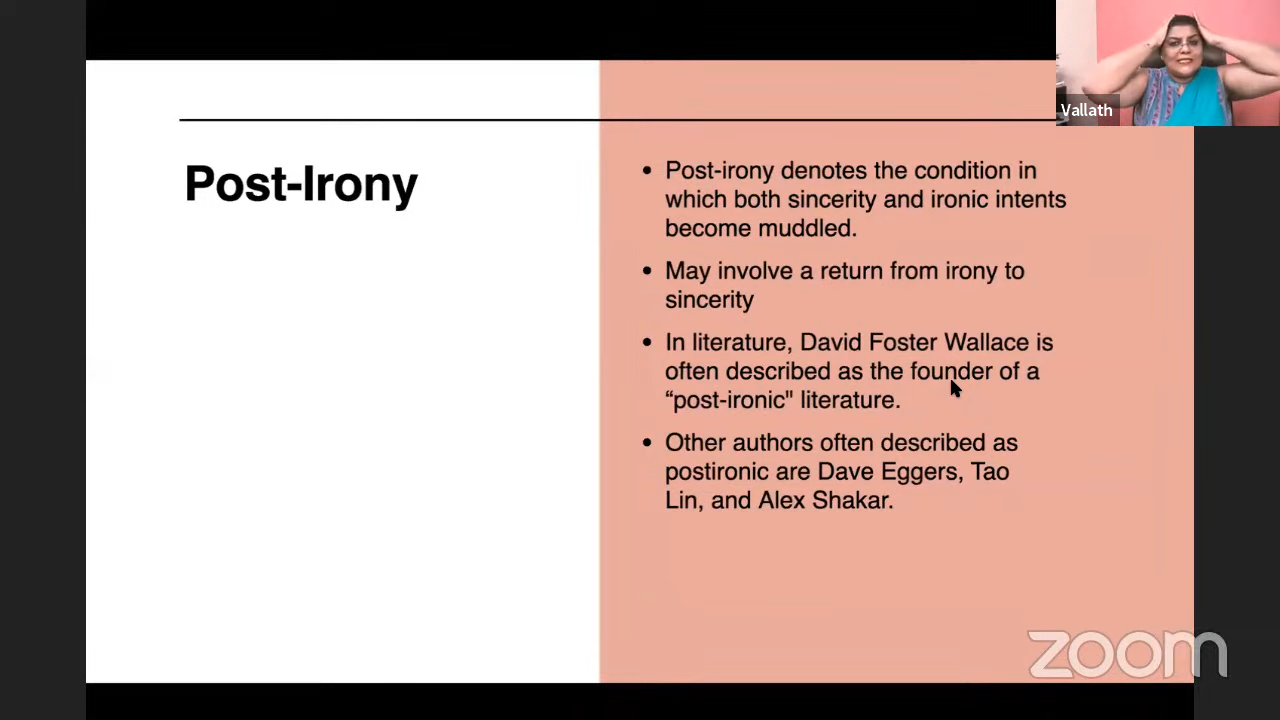 Vallath
Post-Irony
• Post-irony denotes the condition in
which both sincerity and ironic intents
become muddled.
• May involve a return from irony to
sincerity
• In literature, David Foster Wallace is
often described as the founder of a
“post-ironic" literature.
• Other authors often described as
postironic are Dave Eggers, Tao
Lin, and Alex Shakar.
zoom